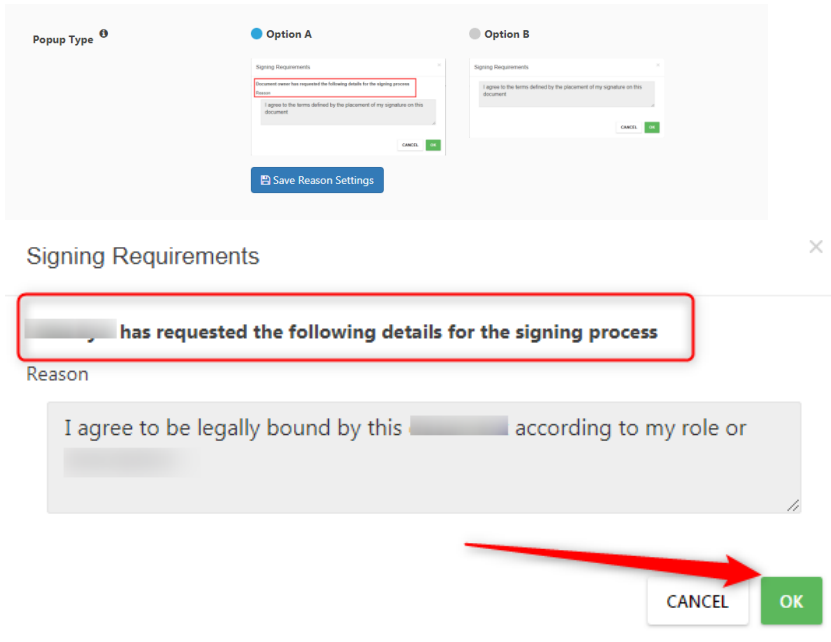 Popup Type
Option A
Option B
Signing Requirements
Document owner has requested the following details for the signing process
Reason
I agree to the terms defined by the placement of my signature on this
document
CANCEL OK
Signing Requirements
I agree to the terms defined by the placement of my signature on this
document
CANCEL OK
Save Reason Settings
Signing Requirements
has requested the following details for the signing process
Reason
I agree to be legally bound by this according to my role or
CANCEL OK